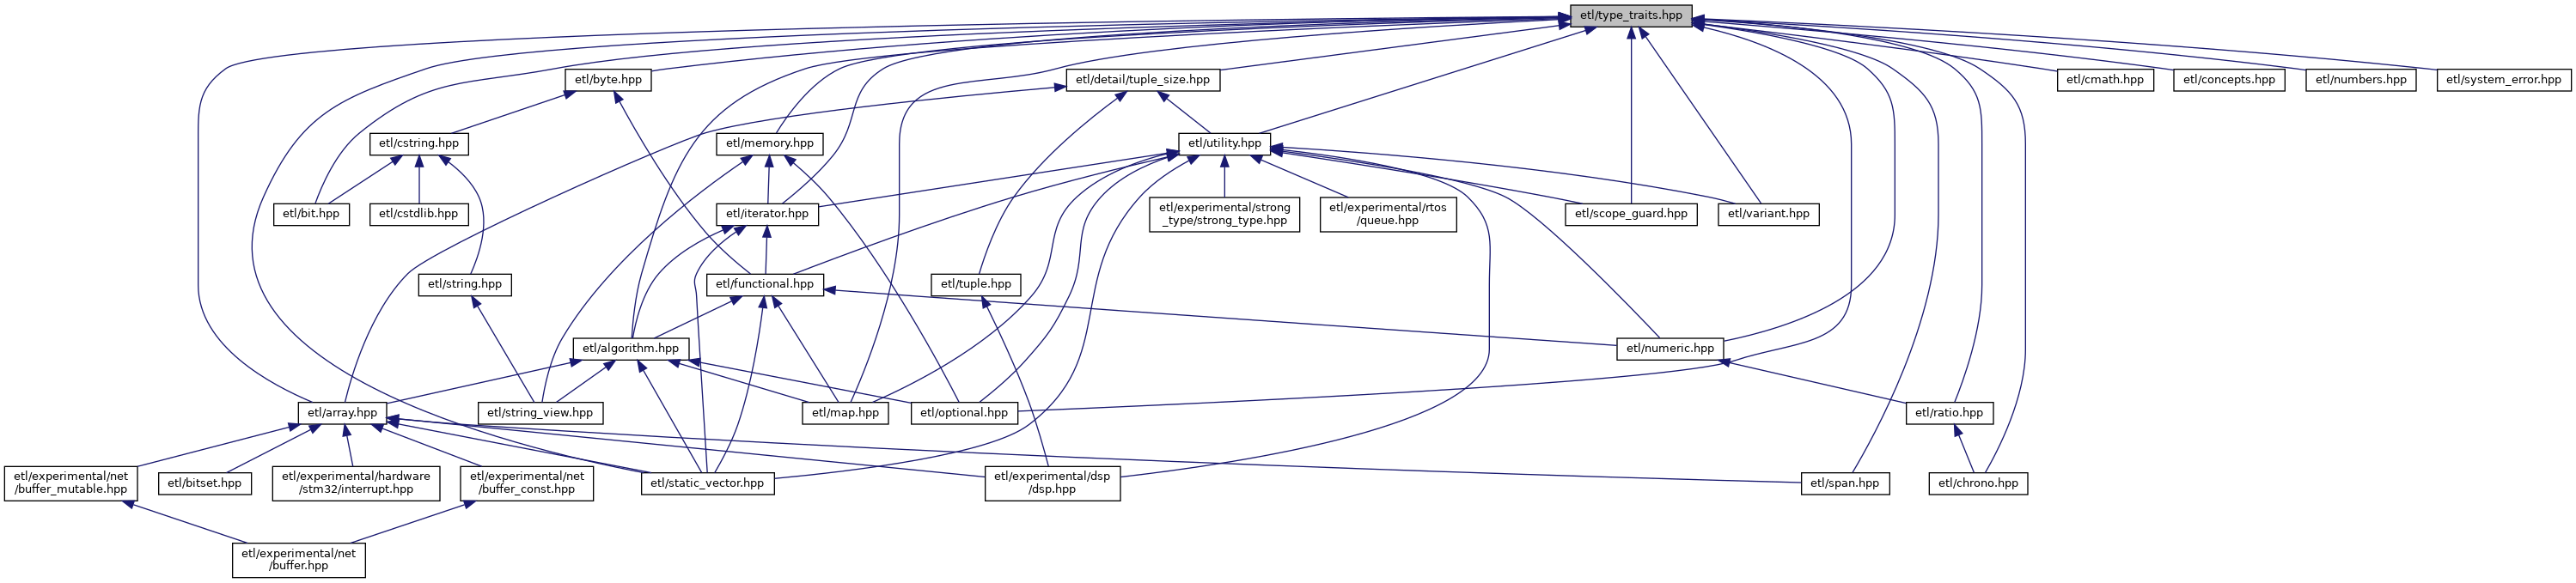 etl/type_traits.hpp
etl/byte.hpp
etl/detail/tuple_size.hpp
etl/cmath.hpp
etl/concepts.hpp
etl/numbers.hpp
etl/system_error.hpp
etl/cstring.hpp
etl/memory.hpp
etl/utility.hpp
etl/bit.hpp
etl/cstdlib.hpp
etl/iterator.hpp
etl/experimental/strong
_type/strong_type.hpp
etl/experimental/rtos
/queue.hpp
etl/scope_guard.hpp
etl/variant.hpp
etl/string.hpp
etl/functional.hpp
etl/tuple.hpp
etl/algorithm.hpp
etl/numeric.hpp
etl/array.hpp
etl/string_view.hpp
etl/map.hpp
etl/optional.hpp
etl/ratio.hpp
etl/experimental/net
/buffer_mutable.hpp
etl/bitset.hpp
etl/experimental/hardware
/stm32/interrupt.hpp
etl/experimental/net
/buffer_const.hpp
etl/static_vector.hpp
etl/experimental/dsp
/dsp.hpp
etl/span.hpp
etl/chrono.hpp
etl/experimental/net
/buffer.hpp